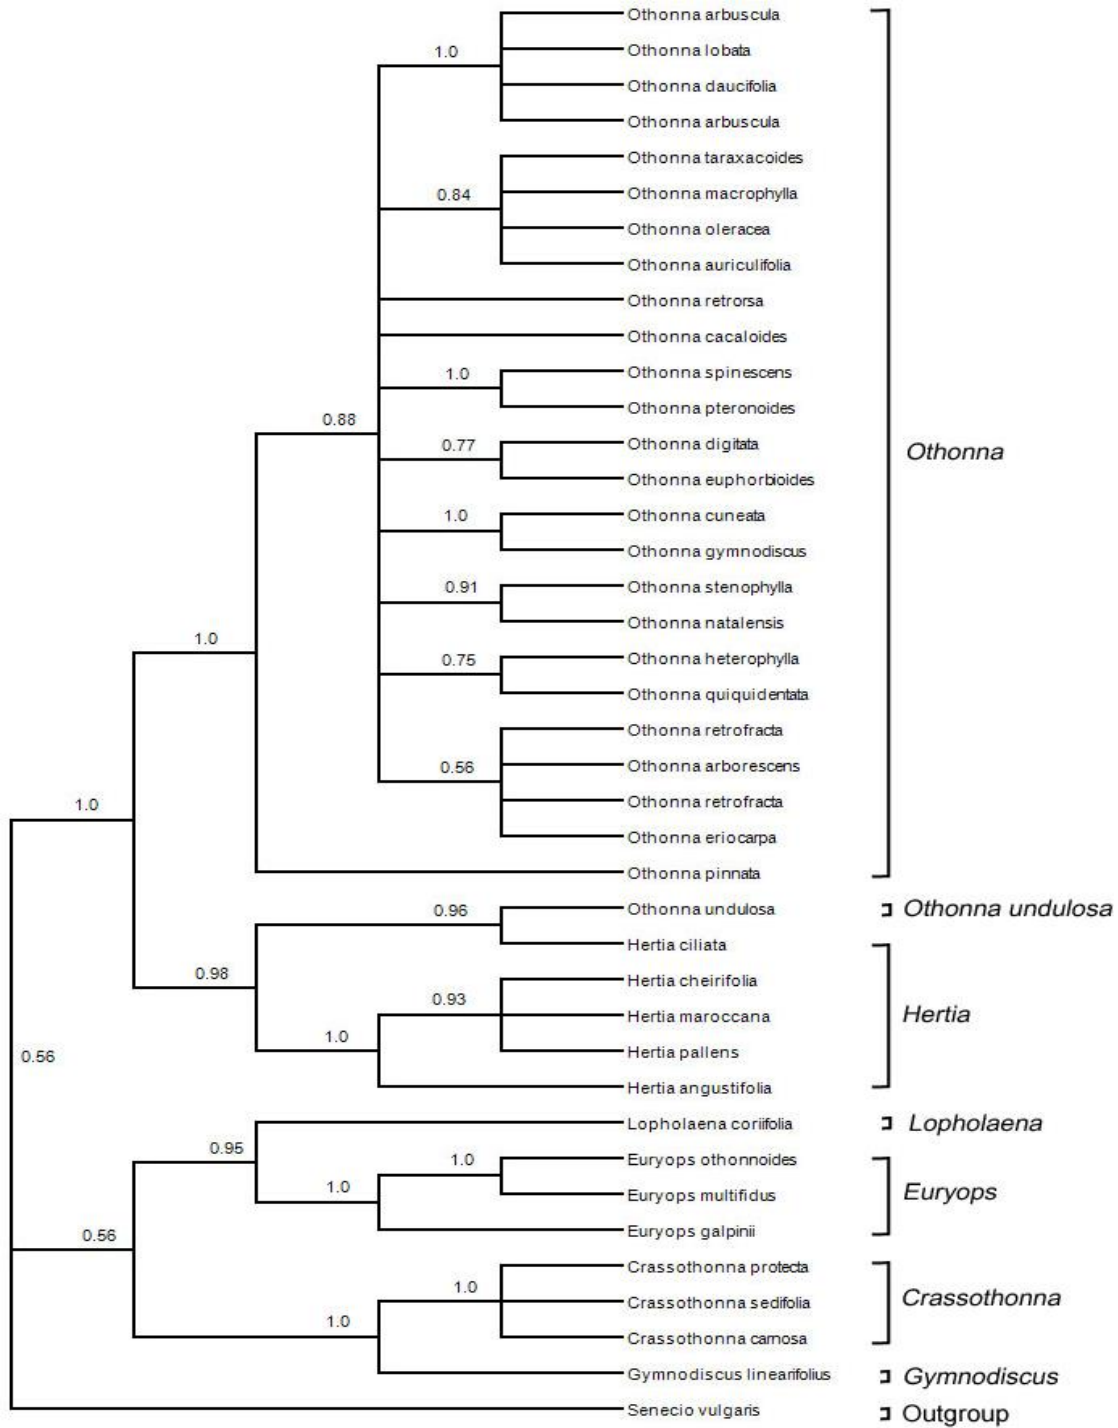 Othonna arbuscula
1.0
Othonna lobata
Othonna daucifolia
Othonna arbuscula
Othonna taraxacoides
0.84
Othonna macrophylla
Othonna oleracea
Othonna auriculifolia
Othonna retrorsa
Othonna cacaloides
1.0
Othonna spinescens
Othonna pteronoides
0.88
0.77
Othonna digitata
Othonna
Othonna euphorbioides
1.0
Othonna cuneata
Othonna gymnodiscus
0.91
Othonna stenophylla
Othonna natalensis
1.0
0.75
Othonna heterophylla
Othonna quiquidentata
Othonna retrofracta
0.56
Othonna arborescens
1.0
Othonna retrofracta
Othonna eriocarpa
Othonna pinnata
0.96
Othonna undulosa
Othonna undulosa
Hertia ciliata
0.98
Hertia cheirifolia
0.93
Hertia maroccana
Hertia
1.0
Hertia pallens
0.56
Hertia angustifolia
Lopholaena coriifolia
Lopholaena
0.95
1.0
Euryops othonnoides
1.0
Euryops multifidus
Euryops
0.56
Euryops galpinii
Crassothonna protecta
1.0
Crassothonna sedifolia
Crassothonna
1.0
Crassothonna carnosa
Gymnodiscus linearifolius
Gymnodiscus
Senecio vulgaris
Outgroup